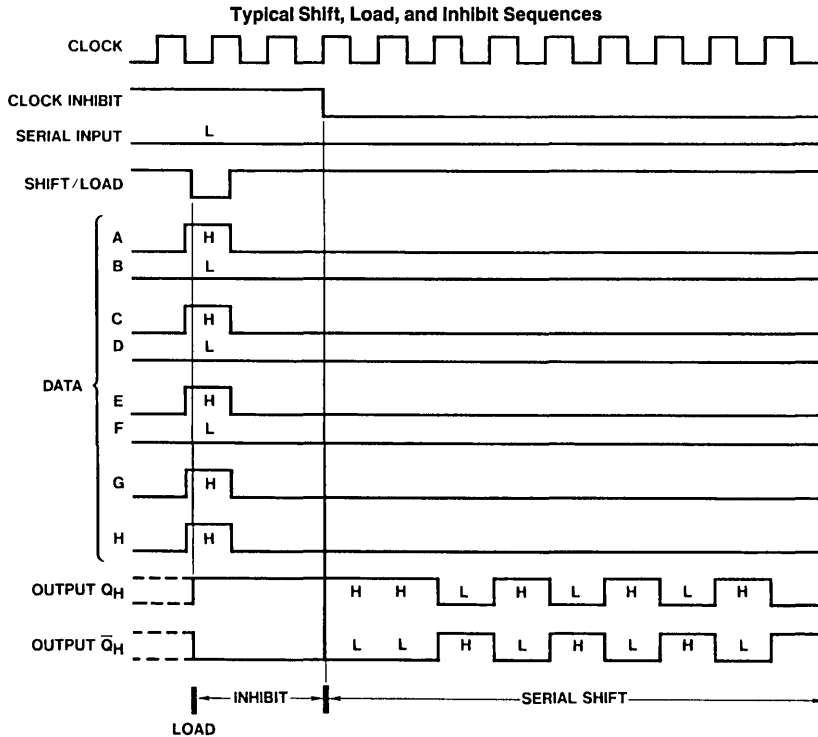 Typical Shift, Load, and Inhibit Sequences
CLOCK
CLOCK INHIBIT
SERIAL INPUT L
SHIFT/LOAD
A H
B L
C H
D L
DATA
E H
F L
G H
H H
OUTPUT QH H H L H L H L H
OUTPUT Q̅H L L H L H L H L
INHIBIT SERIAL SHIFT
LOAD